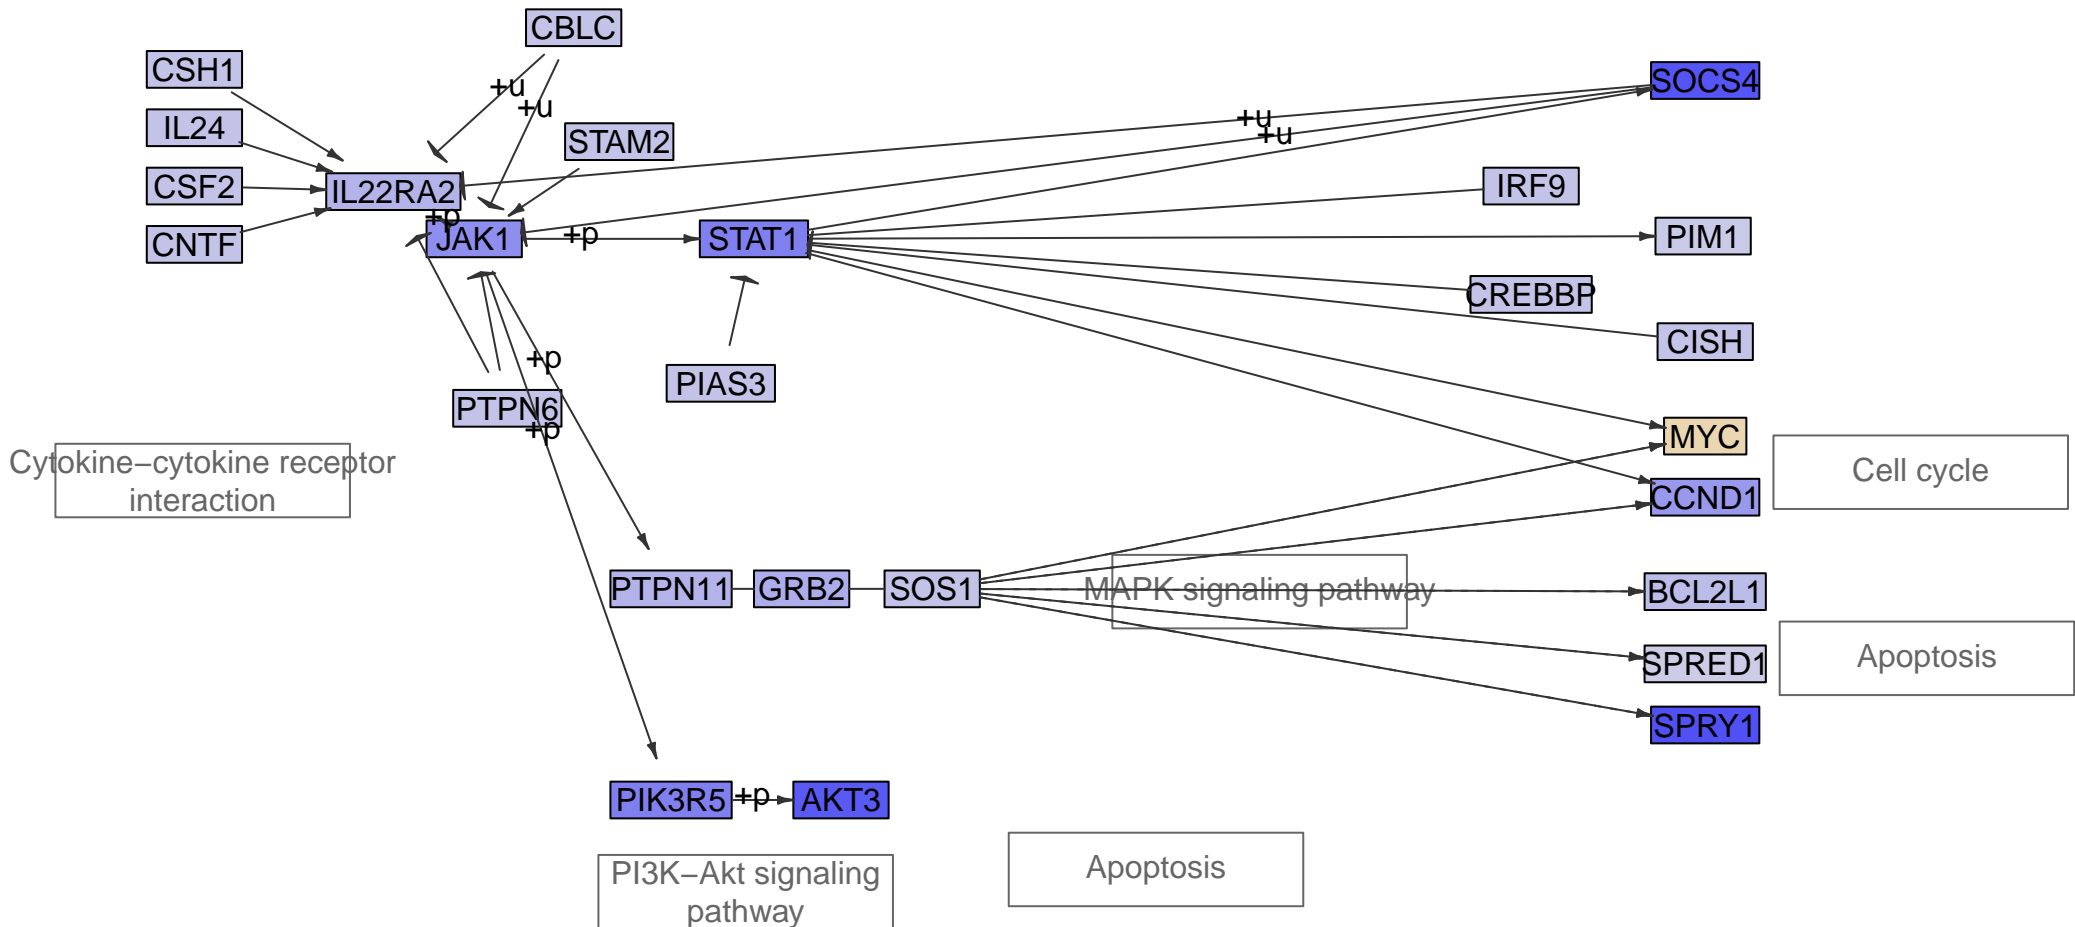 CBLC
CSH1
+u
SOCS4
+u
+u
IL24
STAM2
+u
CSF2
IL22RA2
IRF9
+p
CNTF
JAK1
+p
STAT1
PIM1
CREBBP
CISH
+p
PIAS3
PTPN6
+p
MYC
Cytokine−cytokine receptor
interaction
Cell cycle
CCND1
PTPN11
GRB2
SOS1
MAPK signaling pathway
BCL2L1
SPRED1
Apoptosis
SPRY1
PIK3R5
+p
AKT3
PI3K−Akt signaling
pathway
Apoptosis